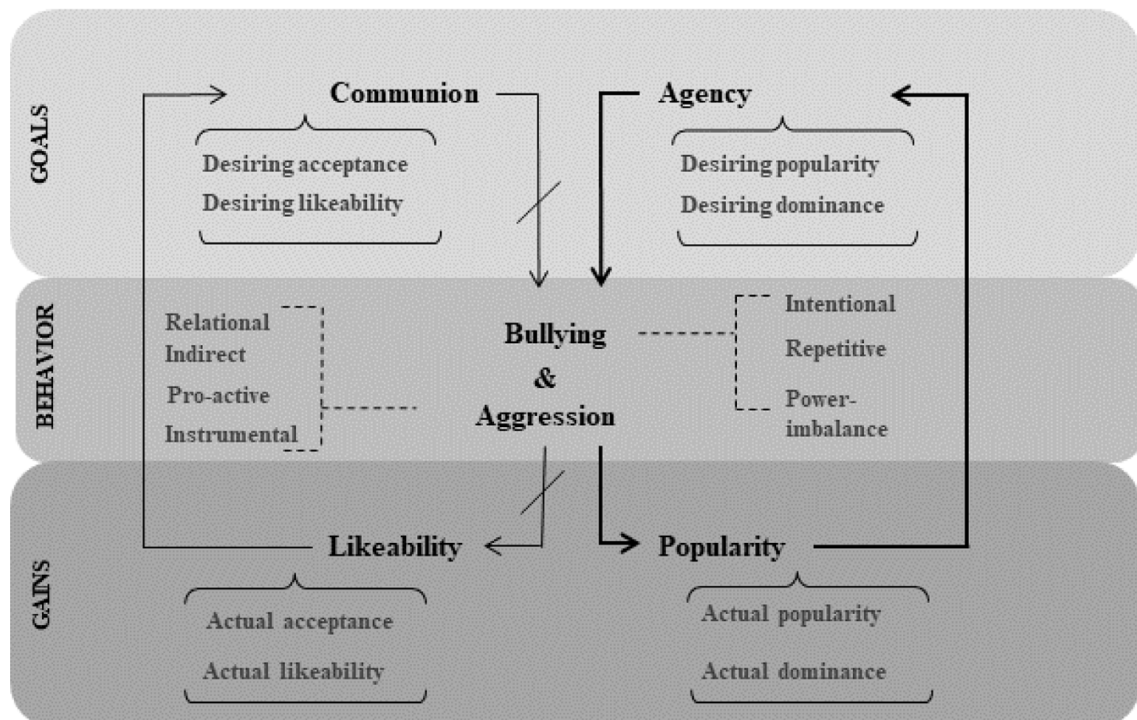 GOALS
Communion
Agency
Desiring acceptance
Desiring likeability
Desiring popularity
Desiring dominance
BEHAVIOR
Relational
Indirect
Pro-active
Instrumental
Bullying
&
Aggression
Intentional
Repetitive
Power-
imbalance
GAINS
Likeability
Popularity
Actual acceptance
Actual likeability
Actual popularity
Actual dominance